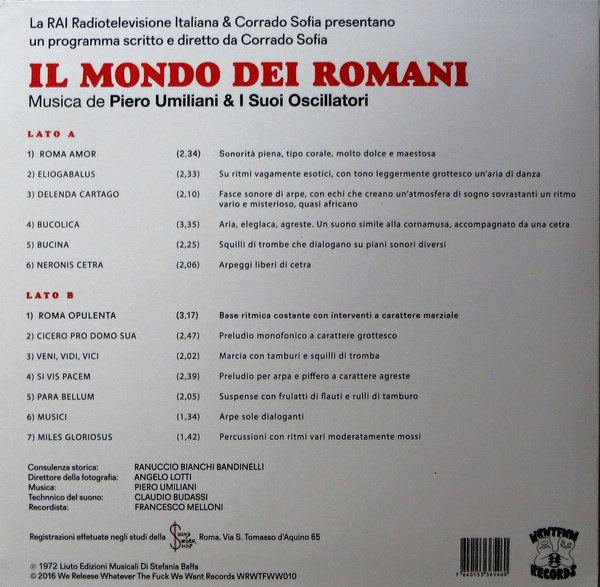 La RAI Radiotelevisione Italiana & Corrado Sofia presentano
un programma scritto e diretto da Corrado Sofia
IL MONDO DEI ROMANI
Musica de Piero Umiliani & I Suoi Oscillatori
LATO A
1) ROMA AMOR (2,34) Sonorità piena, tipo corale, molto dolce e maestosa
2) ELIOGABALUS (2,33) Su ritmi vagamente esotici, con tono leggermente grottesco un'aria di danza
3) DELENDA CARTAGO (2,10) Fasce sonore di arpe, con echi che creano un'atmosfera di sogno sovrastanti un ritmo
vario e misterioso, quasi africano
4) BUCOLICA (3,35) Aria, elegiaca, agreste. Un suono simile alla cornamusa, accompagnato da una cetra
5) BUCINA (2,25) Squilli di trombe che dialogano su piani sonori diversi
6) NERONIS CETRA (2,06) Arpeggi liberi di cetra
LATO B
1) ROMA OPULENTA (3,17) Base ritmica costante con interventi a carattere marziale
2) CICERO PRO DOMO SUA (2,47) Preludio monofonico a carattere grottesco
3) VENI, VIDI, VICI (2,02) Marcia con tamburi e squilli di tromba
4) SI VIS PACEM (2,39) Preludio per arpa e piffero a carattere agreste
5) PARA BELLUM (2,05) Suspense con frulatti di flauti e rulli di tamburo
6) MUSICI (1,34) Arpe sole dialoganti
7) MILES GLORIOSUS (1,42) Percussioni con ritmi vari moderatamente mossi
Consulenza storica: RANUCCIO BIANCHI BANDINELLI
Direttore della fotografia: ANGELO LOTTI
Musica: PIERO UMILIANI
Technnico del suono: CLAUDIO BUDASSI
Recordista: FRANCESCO MELLONI
Registrazioni effetuate negli studi della SOUND WORK SHOP Roma, Via S. Tomasso d'Aquino 65
℗ 1972 Liuto Edizioni Musicali Di Stefania Baffa
© 2016 We Release Whatever The Fuck We Want Records WRWTFWW010
7 640153 365460
WRWTFWW
RECORDS